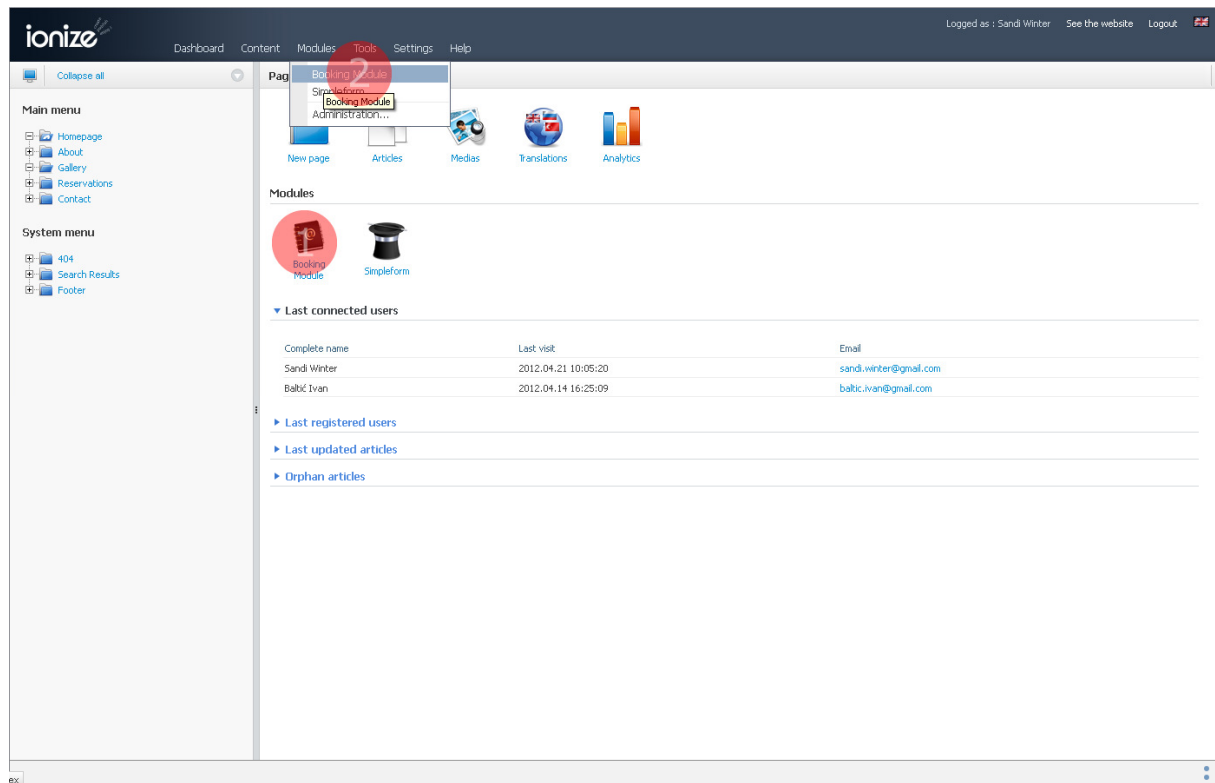 ionize
Logged as : Sandi Winter See the website Logout
Dashboard Content Modules Tools Settings Help
Collapse all
Main menu
Homepage
About
Gallery
Reservations
Contact
System menu
404
Search Results
Footer
Pag
Booking Module
2
Simpleform
Booking Module
Administration...
New page Articles Medias Translations Analytics
Modules
1
Booking
Module
Simpleform
Last connected users
Complete name Last visit Email
Sandi Winter 2012.04.21 10:05:20 sandi.winter@gmail.com
Baltić Ivan 2012.04.14 16:25:09 baltic.ivan@gmail.com
Last registered users
Last updated articles
Orphan articles
ex